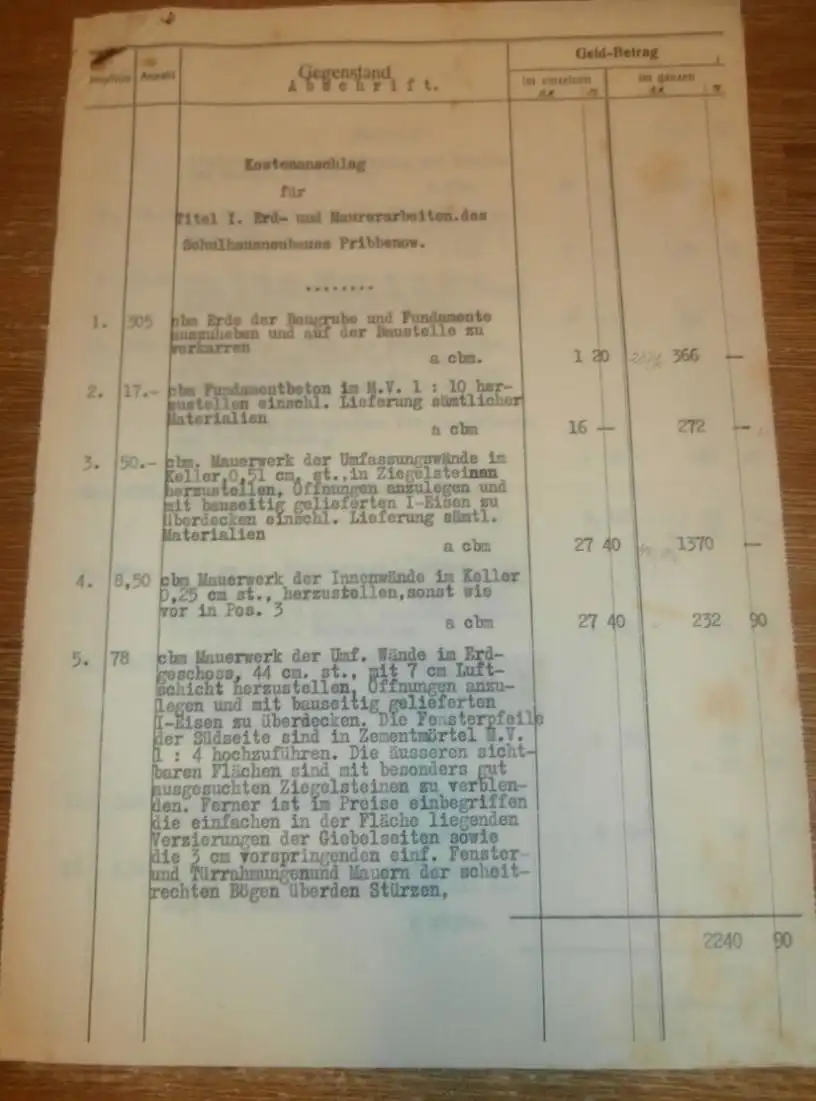 Anzahl
Gegenstand
Abschrift.
Geld-Betrag
im einzelnen
im ganzen
Kostenanschlag
für
Titel I. Erd- und Maurerarbeiten.des
Schulhausneubaues Pribbenow.
........
1. 305 cbm Erde der Baugrube und Fundamente
auszuheben und auf der Baustelle zu
verkarren
a cbm. 1 20 366 —
2. 17.- cbm Fundamentbeton im M.V. 1 : 10 her-
zustellen einschl. Lieferung sämtlicher
Materialien
a cbm 16 — 272 —
3. 50.- cbm. Mauerwerk der Umfassungswände im
Keller,0,51 cm. st.,in Ziegelsteinen
herzustellen, Öffnungen anzulegen und
mit bauseitig gelieferten I-Eisen zu
überdecken einschl. Lieferung sämtl.
Materialien
a cbm 27 40 1370 —
4. 8,50 cbm Mauerwerk der Innenwände im Keller
0,25 cm st., herzustellen,sonst wie
vor in Pos. 3
a cbm 27 40 232 90
5. 78 cbm Mauerwerk der Umf. Wände im Erd-
geschoss, 44 cm. st., mit 7 cm Luft-
schicht herzustellen, Öffnungen anzu-
legen und mit bauseitig gelieferten
I-Eisen zu überdecken. Die Fensterpfeile
der Südseite sind in Zementmörtel M.V.
1 : 4 hochzuführen. Die äusseren sicht-
baren Flächen sind mit besonders gut
ausgesuchten Ziegelsteinen zu verblen-
den. Ferner ist im Preise einbegriffen
die einfachen in der Fläche liegenden
Verzierungen der Giebelseiten sowie
die 3 cm vorspringenden einf. Fenster-
und Türrahmungenund Mauern der scheit-
rechten Bögen überden Stürzen,
2240 90